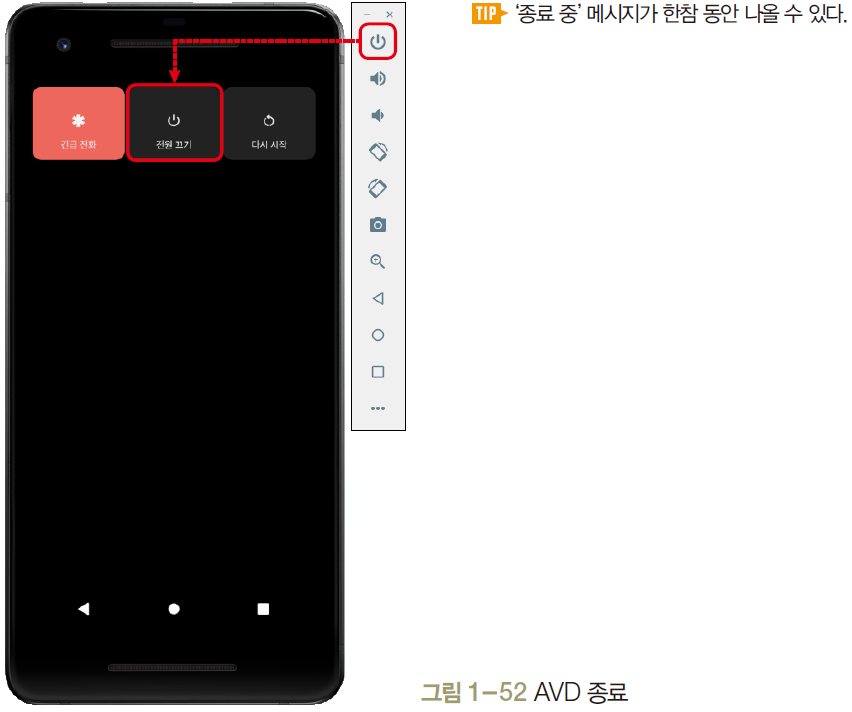 TIP ‘종료 중’ 메시지가 한참 동안 나올 수 있다.
긴급 전화
전원 끄기
다시 시작
그림 1-52 AVD 종료